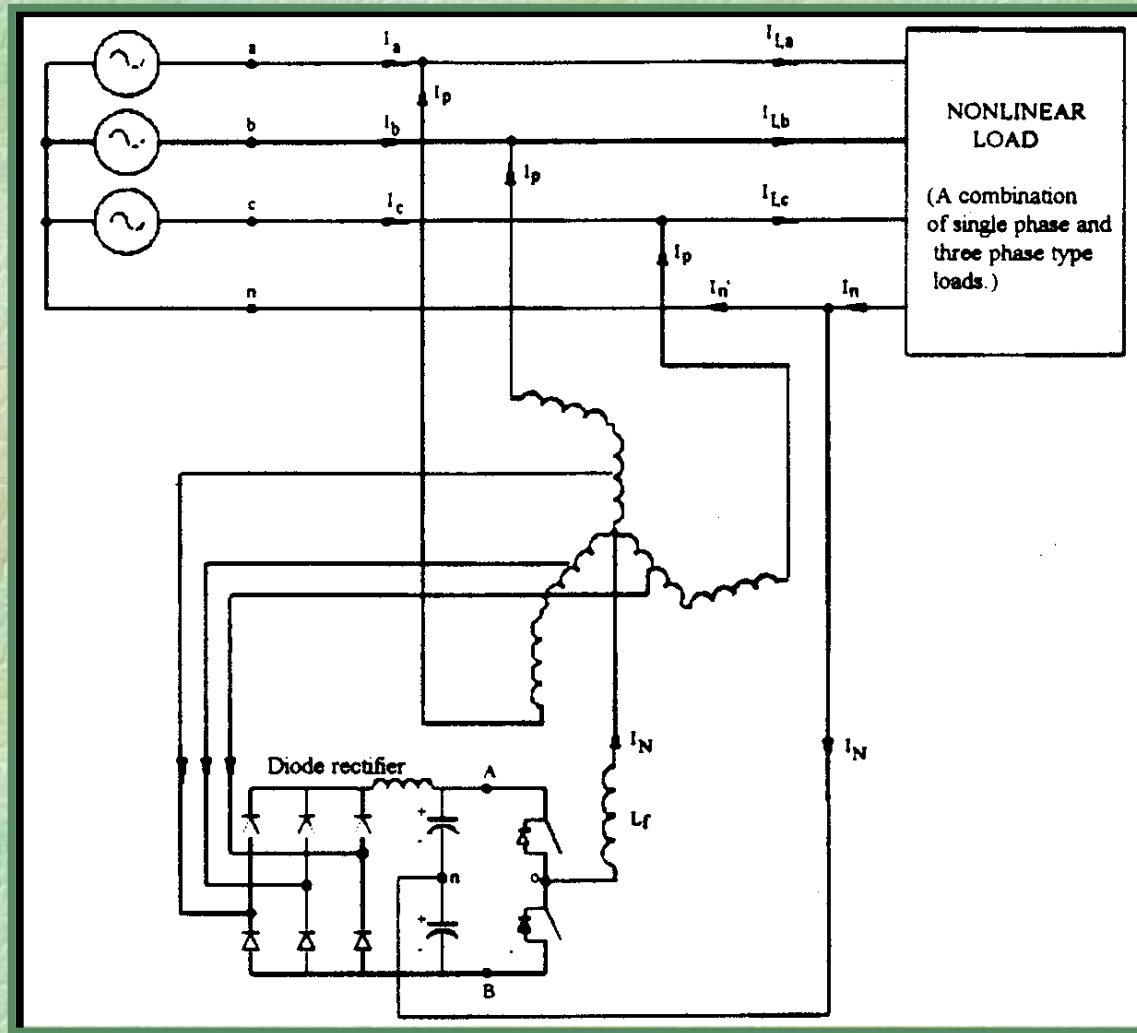 a
I_a
I_La
I_p
b
I_b
I_Lb
I_p
c
I_c
I_Lc
I_p
n
I_n'
I_n
NONLINEAR
LOAD
(A combination
of single phase and
three phase type
loads.)
I_N
I_N
Diode rectifier
A
L_f
+
-
n
o
+
-
B